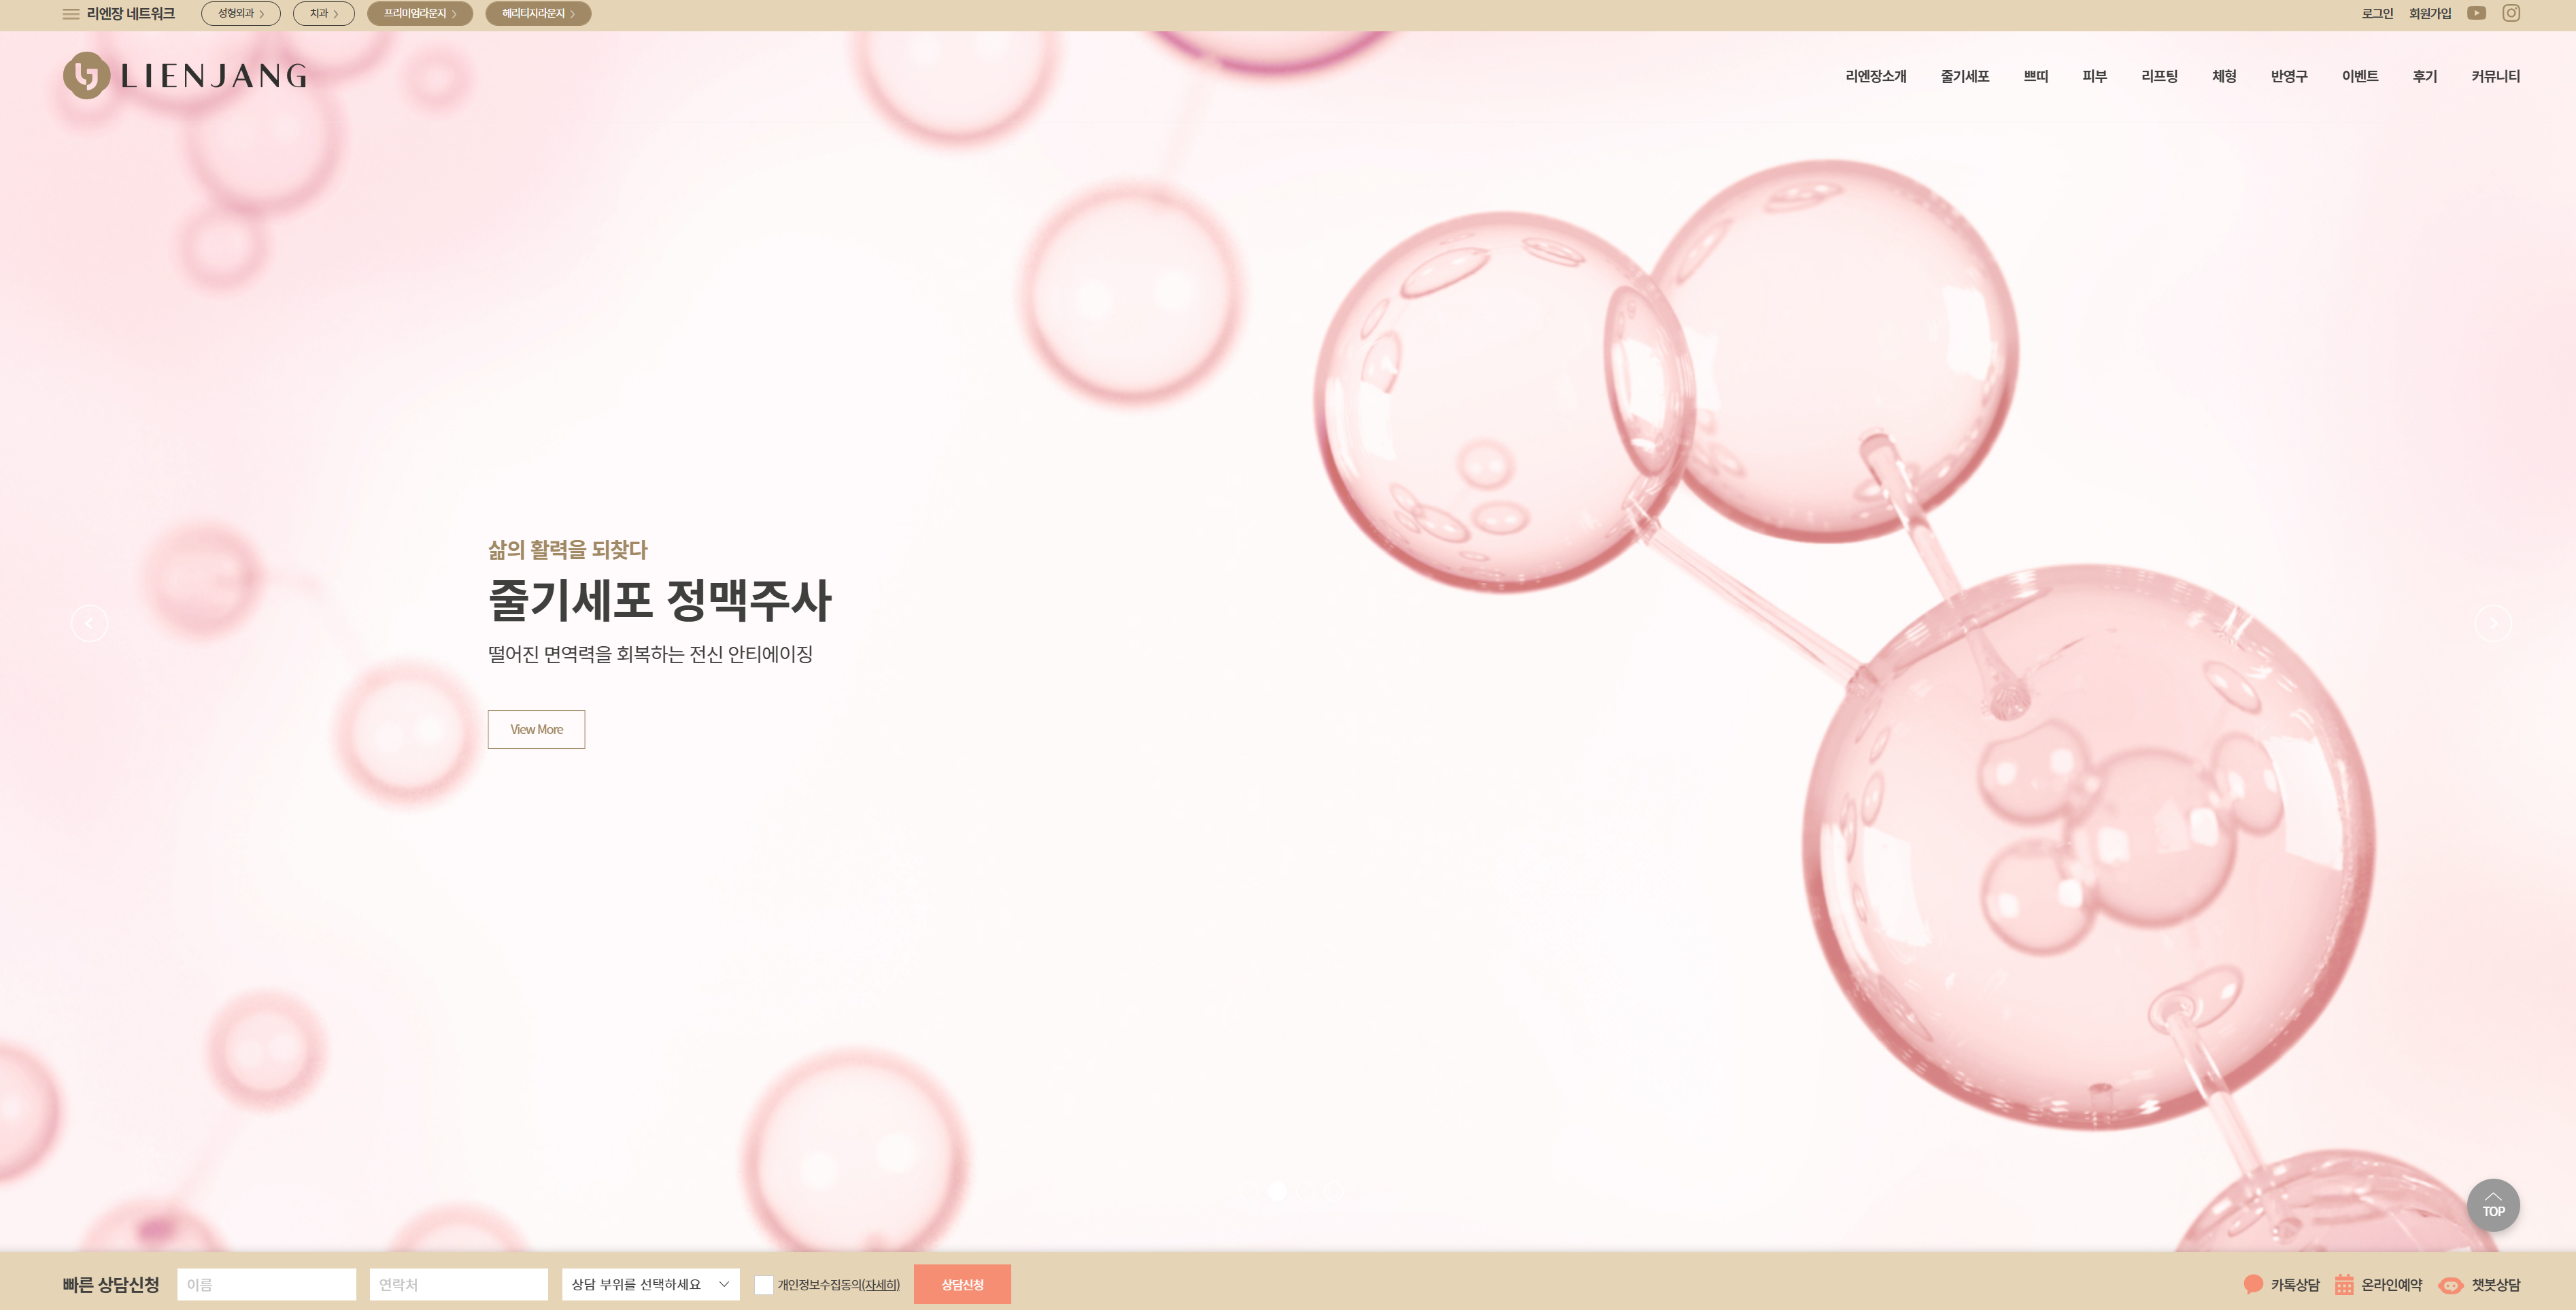 리엔장 네트워크
성형외과
치과
프리미엄라운지
헤리티지라운지
로그인
회원가입
LIENJANG
리엔장소개
줄기세포
쁘띠
피부
리프팅
체형
반영구
이벤트
후기
커뮤니티
삶의 활력을 되찾다
줄기세포 정맥주사
떨어진 면역력을 회복하는 전신 안티에이징
View More
TOP
빠른 상담신청
이름
연락처
상담 부위를 선택하세요
개인정보수집동의(자세히)
상담신청
카톡상담
온라인예약
챗봇상담